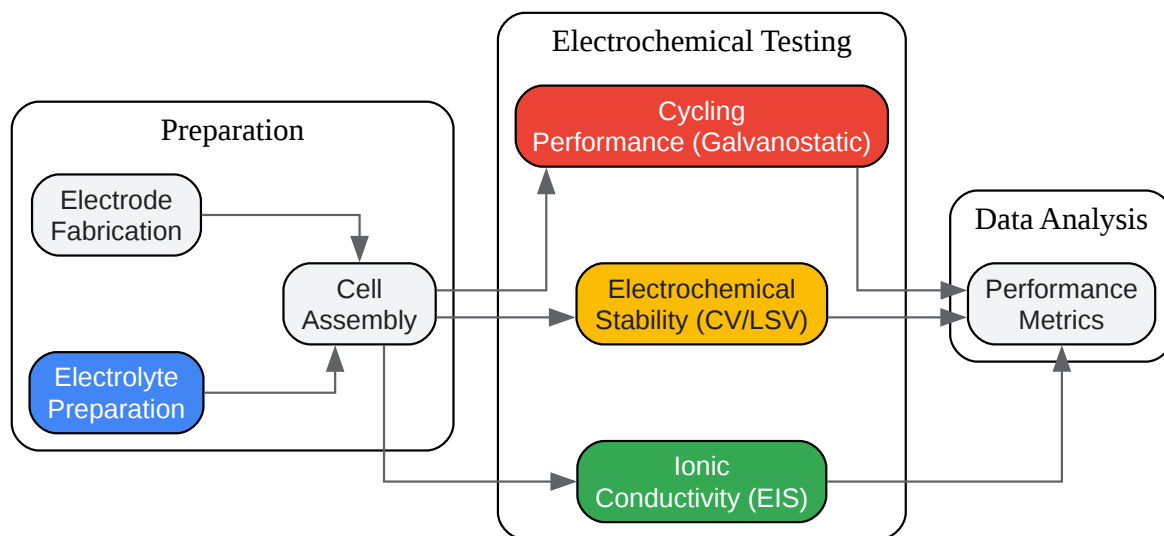 Preparation
Electrode
Fabrication
Electrolyte
Preparation
Cell
Assembly
Electrochemical Testing
Cycling
Performance (Galvanostatic)
Electrochemical
Stability (CV/LSV)
Ionic
Conductivity (EIS)
Data Analysis
Performance
Metrics